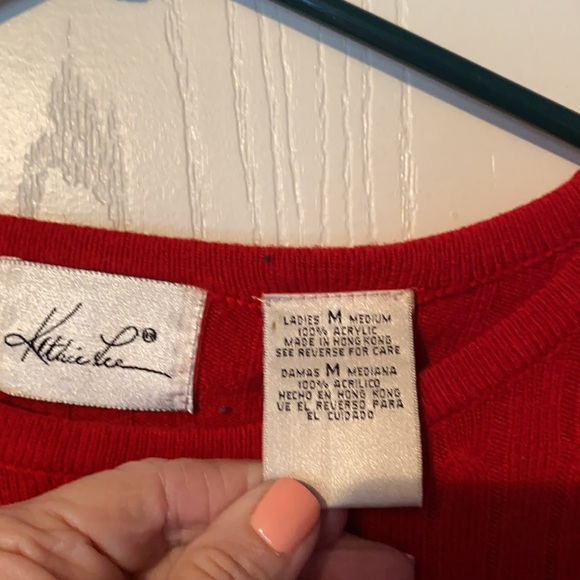 Kathie Lee®
LADIES M MEDIUM
100% ACRYLIC
MADE IN HONG KONG
SEE REVERSE FOR CARE
DAMAS M MEDIANA
100% ACRILICO
HECHO EN HONG KONG
VE EL REVERSO PARA
EL CUIDADO